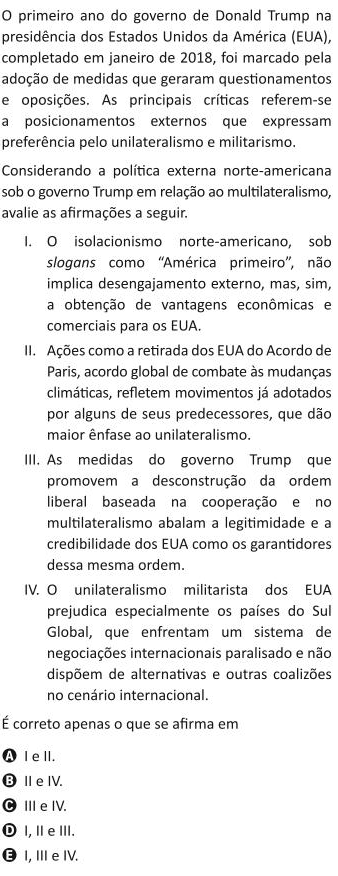 O primeiro ano do governo de Donald Trump na
presidência dos Estados Unidos da América (EUA),
completado em janeiro de 2018, foi marcado pela
adoção de medidas que geraram questionamentos
e oposições. As principais críticas referem-se
a posicionamentos externos que expressam
preferência pelo unilateralismo e militarismo.
Considerando a política externa norte-americana
sob o governo Trump em relação ao multilateralismo,
avalie as afirmações a seguir.
I. O isolacionismo norte-americano, sob
slogans como “América primeiro”, não
implica desengajamento externo, mas, sim,
a obtenção de vantagens econômicas e
comerciais para os EUA.
II. Ações como a retirada dos EUA do Acordo de
Paris, acordo global de combate às mudanças
climáticas, refletem movimentos já adotados
por alguns de seus predecessores, que dão
maior ênfase ao unilateralismo.
III. As medidas do governo Trump que
promovem a desconstrução da ordem
liberal baseada na cooperação e no
multilateralismo abalam a legitimidade e a
credibilidade dos EUA como os garantidores
dessa mesma ordem.
IV. O unilateralismo militarista dos EUA
prejudica especialmente os países do Sul
Global, que enfrentam um sistema de
negociações internacionais paralisado e não
dispõem de alternativas e outras coalizões
no cenário internacional.
É correto apenas o que se afirma em
A I e II.
B II e IV.
C III e IV.
D I, II e III.
E I, III e IV.